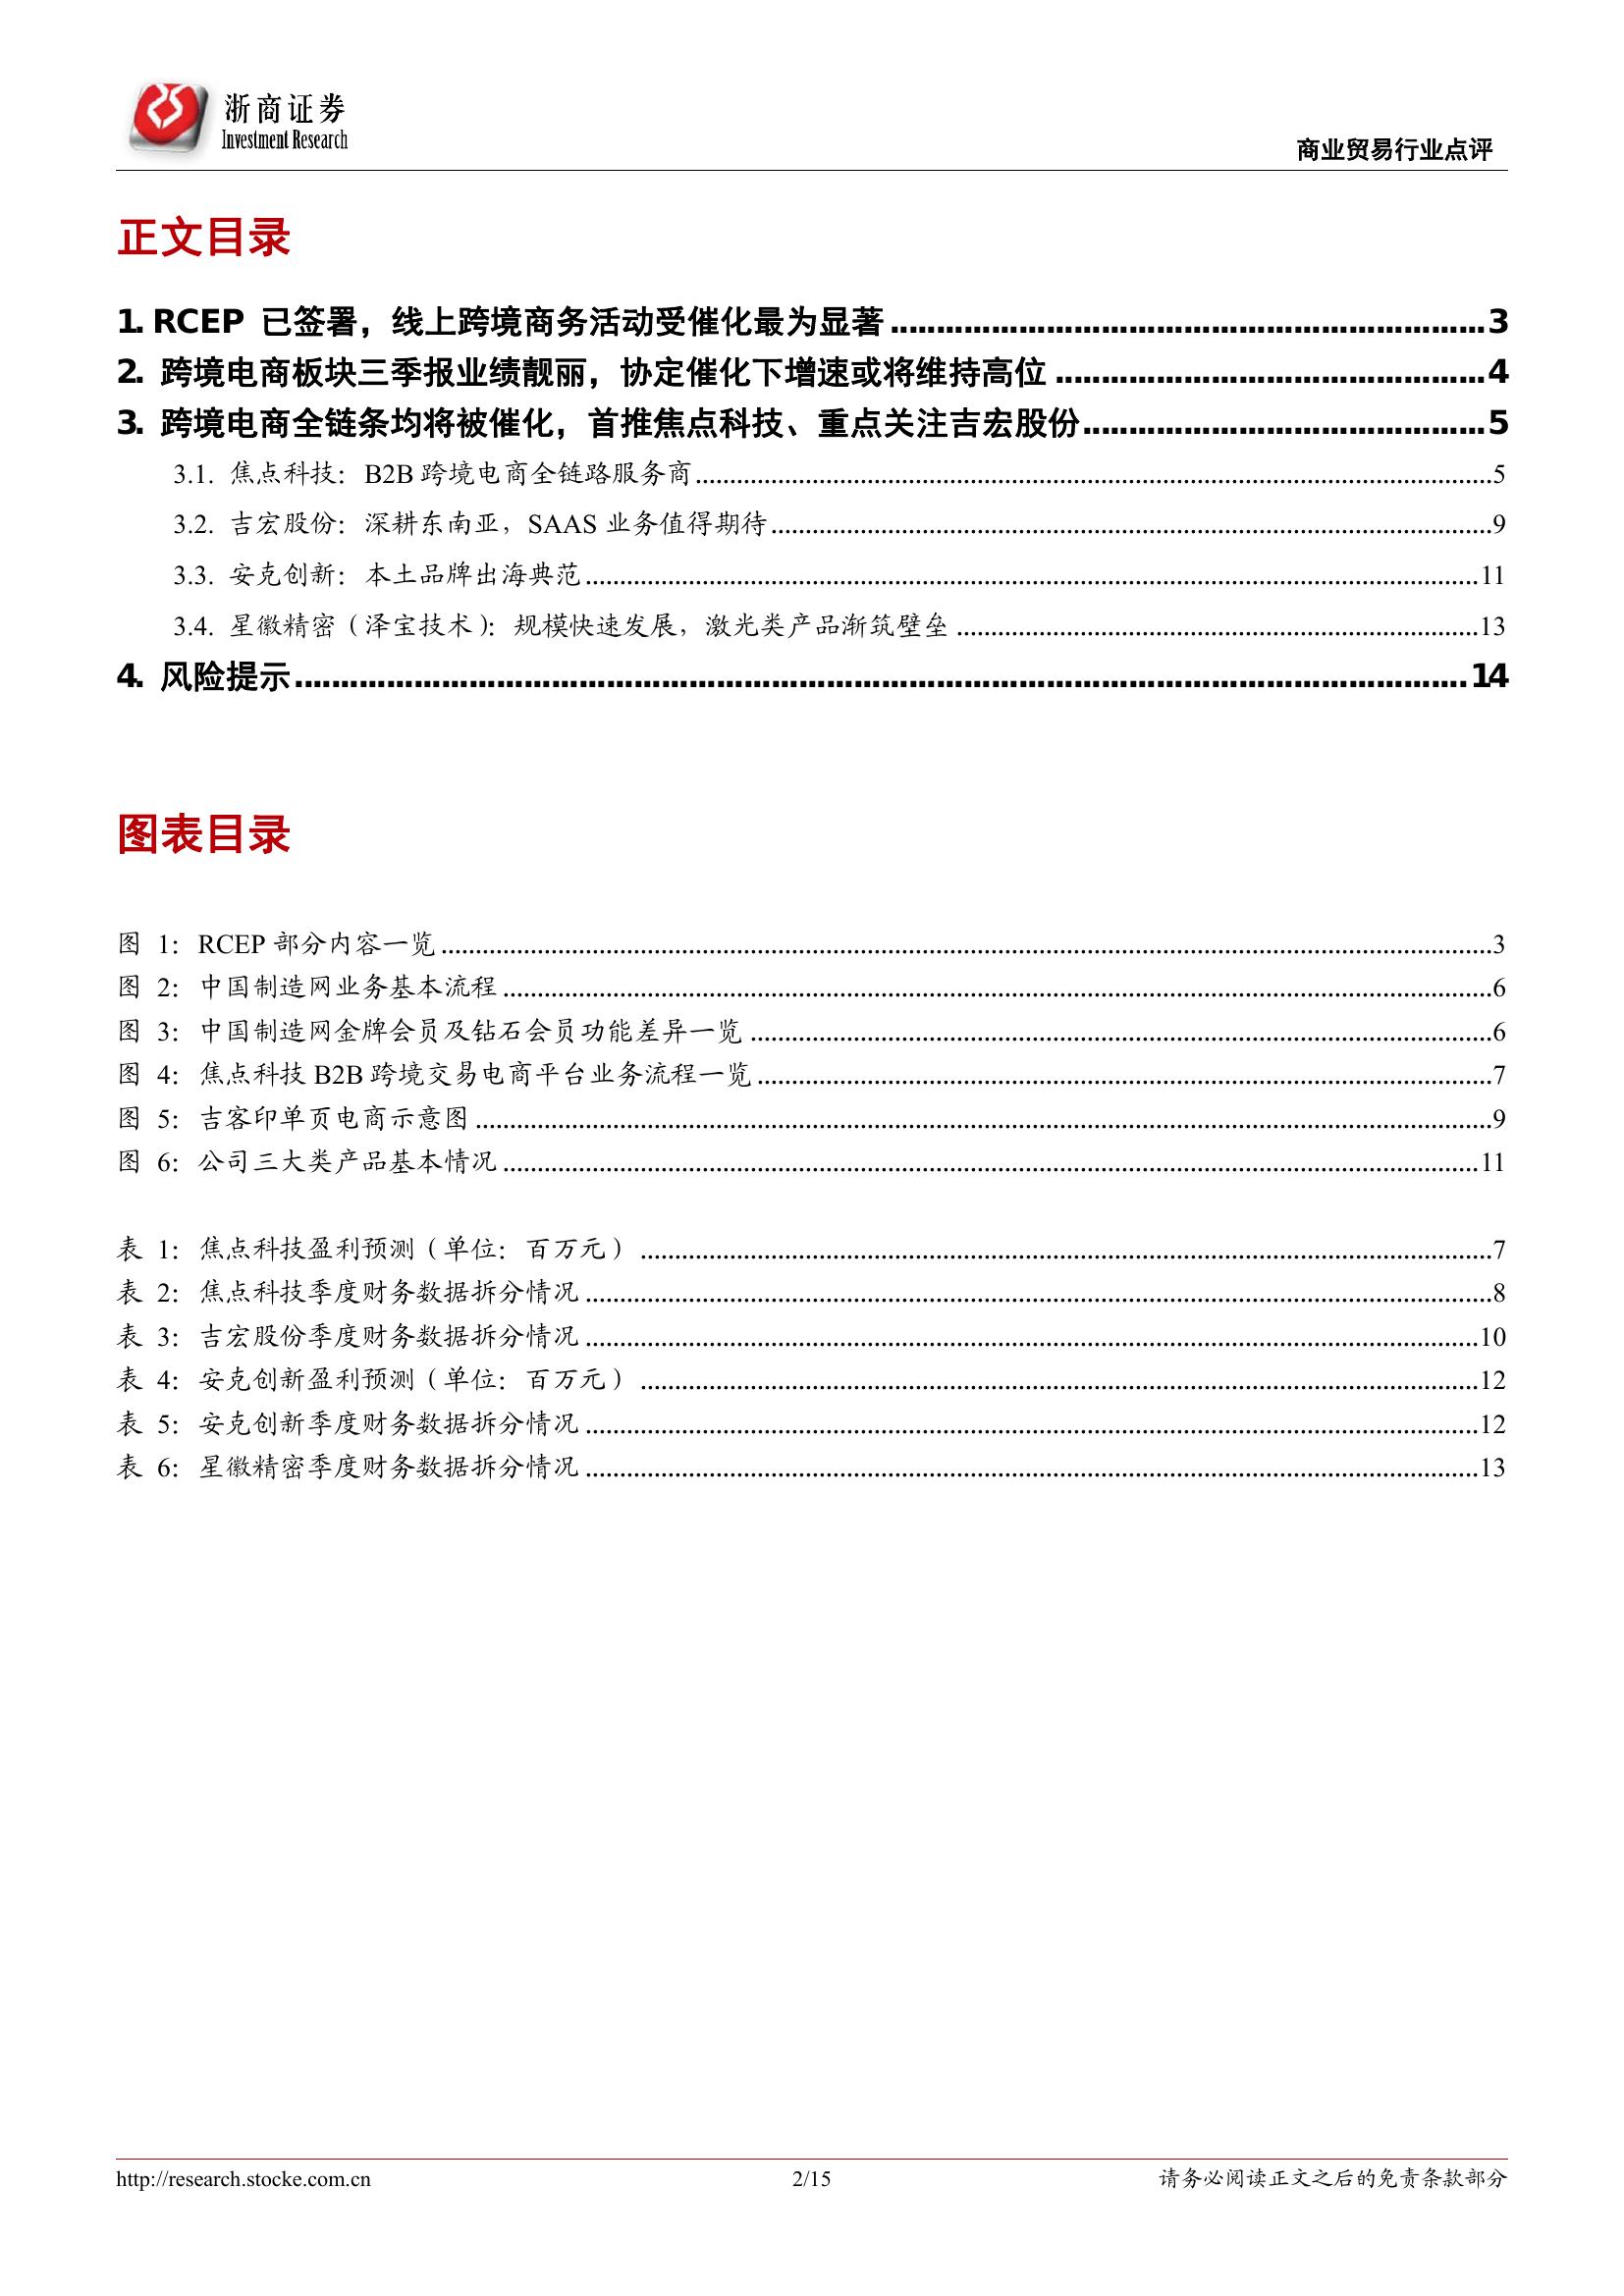 浙商证券
Investment Research
商业贸易行业点评
正文目录
1. RCEP 已签署，线上跨境商务活动受催化最为显著 ........ 3
2. 跨境电商板块三季报业绩靓丽，协定催化下增速或将维持高位 ........ 4
3. 跨境电商全链条均将被催化，首推焦点科技、重点关注吉宏股份 ........ 5
3.1. 焦点科技：B2B 跨境电商全链路服务商 ........ 5
3.2. 吉宏股份：深耕东南亚，SAAS 业务值得期待 ........ 9
3.3. 安克创新：本土品牌出海典范 ........ 11
3.4. 星徽精密（泽宝技术）：规模快速发展，激光类产品渐筑壁垒 ........ 13
4. 风险提示 ........ 14
图表目录
图 1：RCEP 部分内容一览 ........ 3
图 2：中国制造网业务基本流程 ........ 6
图 3：中国制造网金牌会员及钻石会员功能差异一览 ........ 6
图 4：焦点科技 B2B 跨境交易电商平台业务流程一览 ........ 7
图 5：吉客印单页电商示意图 ........ 9
图 6：公司三大类产品基本情况 ........ 11
表 1：焦点科技盈利预测（单位：百万元） ........ 7
表 2：焦点科技季度财务数据拆分情况 ........ 8
表 3：吉宏股份季度财务数据拆分情况 ........ 10
表 4：安克创新盈利预测（单位：百万元） ........ 12
表 5：安克创新季度财务数据拆分情况 ........ 12
表 6：星徽精密季度财务数据拆分情况 ........ 13
http://research.stocke.com.cn
2/15
请务必阅读正文之后的免责条款部分